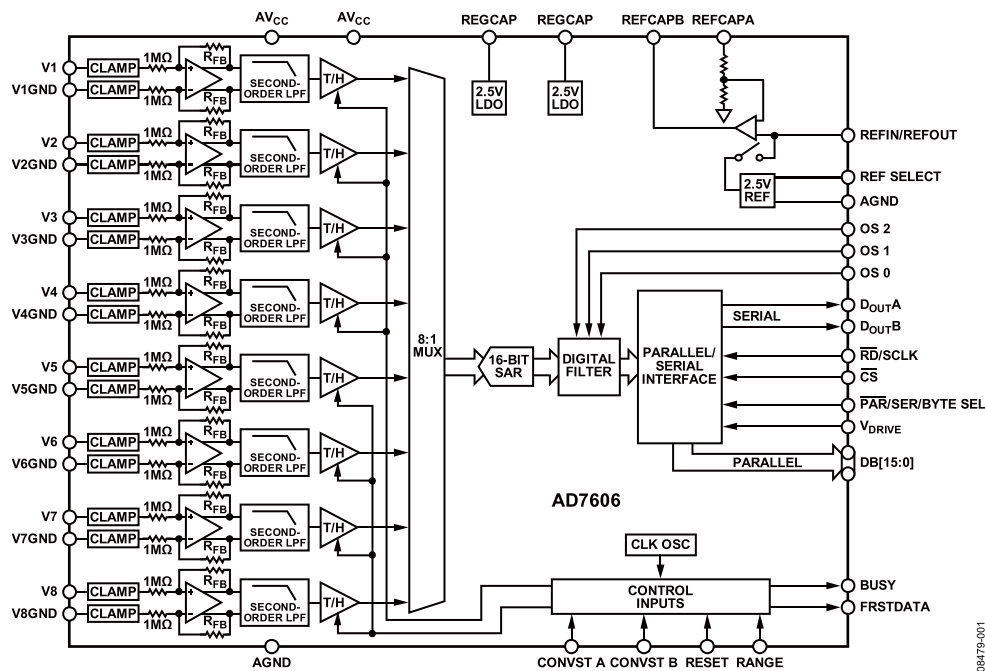 AVCC AVCC REGCAP REGCAP REFCAPB REFCAPA
V1 CLAMP 1MΩ RFB
V1GND CLAMP 1MΩ RFB
SECOND-ORDER LPF T/H
2.5V LDO
2.5V LDO
V2 CLAMP 1MΩ RFB
V2GND CLAMP 1MΩ RFB
SECOND-ORDER LPF T/H
REFIN/REFOUT
2.5V REF
REF SELECT
AGND
V3 CLAMP 1MΩ RFB
V3GND CLAMP 1MΩ RFB
SECOND-ORDER LPF T/H
OS 2
OS 1
OS 0
V4 CLAMP 1MΩ RFB
V4GND CLAMP 1MΩ RFB
SECOND-ORDER LPF T/H
8:1 MUX
16-BIT SAR
DIGITAL FILTER
PARALLEL/SERIAL INTERFACE
SERIAL
DOUTA
DOUTB
RD/SCLK
CS
PAR/SER/BYTE SEL
VDRIVE
PARALLEL
DB[15:0]
V5 CLAMP 1MΩ RFB
V5GND CLAMP 1MΩ RFB
SECOND-ORDER LPF T/H
V6 CLAMP 1MΩ RFB
V6GND CLAMP 1MΩ RFB
SECOND-ORDER LPF T/H
AD7606
V7 CLAMP 1MΩ RFB
V7GND CLAMP 1MΩ RFB
SECOND-ORDER LPF T/H
CLK OSC
V8 CLAMP 1MΩ RFB
V8GND CLAMP 1MΩ RFB
SECOND-ORDER LPF T/H
CONTROL INPUTS
BUSY
FRSTDATA
AGND
CONVST A CONVST B RESET RANGE
08479-001